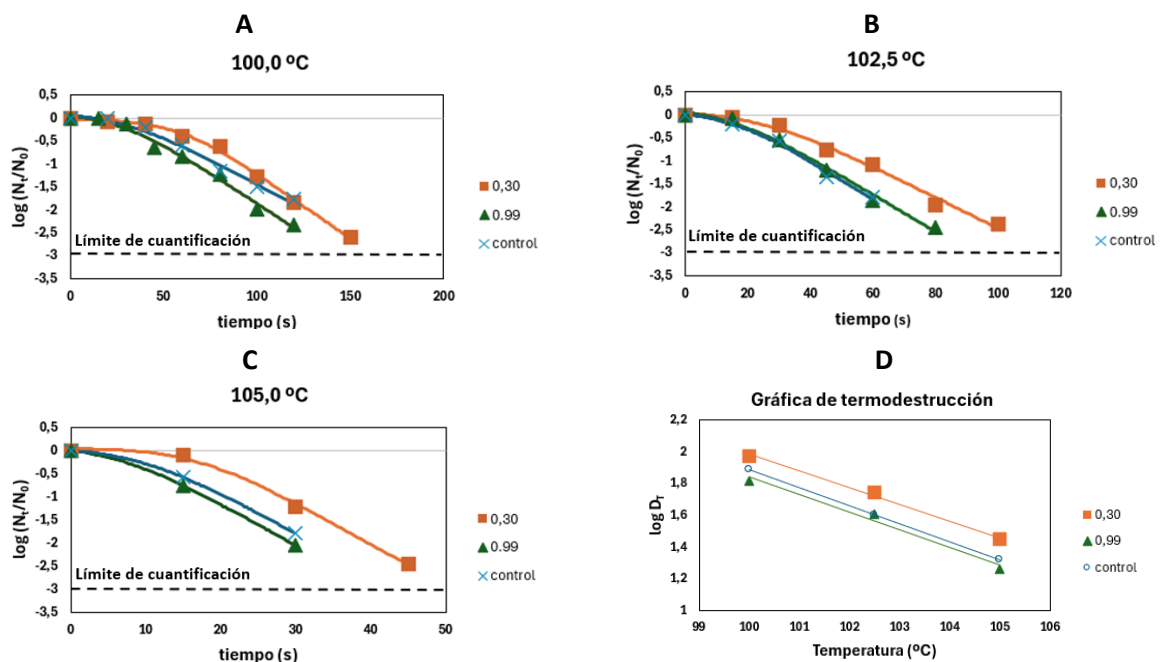 A
100,0 ºC
0,5
0
-0,5
-1
-1,5
-2
-2,5
-3
-3,5
log (Nt/N0)
Límite de cuantificación
0 50 100 150 200
tiempo (s)
0,30
0.99
control
B
102,5 ºC
0,5
0
-0,5
-1
-1,5
-2
-2,5
-3
-3,5
log (Nt/N0)
Límite de cuantificación
0 20 40 60 80 100 120
tiempo (s)
0,30
0.99
control
C
105,0 ºC
0,5
0
-0,5
-1
-1,5
-2
-2,5
-3
-3,5
log (Nt/N0)
Límite de cuantificación
0 10 20 30 40 50
tiempo (s)
0,30
0.99
control
D
Gráfica de termodestrucción
2,2
2
1,8
1,6
1,4
1,2
1
log DT
99 100 101 102 103 104 105 106
Temperatura (ºC)
0,30
0,99
control